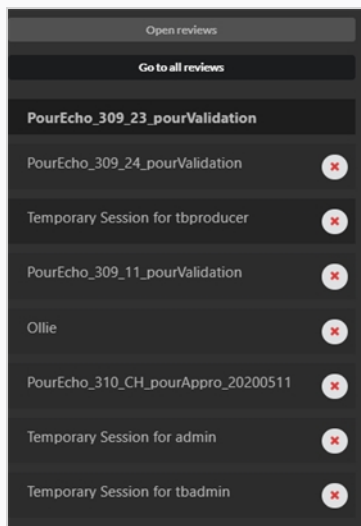 Open reviews
Go to all reviews
PourEcho_309_23_pourValidation
PourEcho_309_24_pourValidation
Temporary Session for tbproducer
PourEcho_309_11_pourValidation
Ollie
PourEcho_310_CH_pourAppro_20200511
Temporary Session for admin
Temporary Session for tbadmin